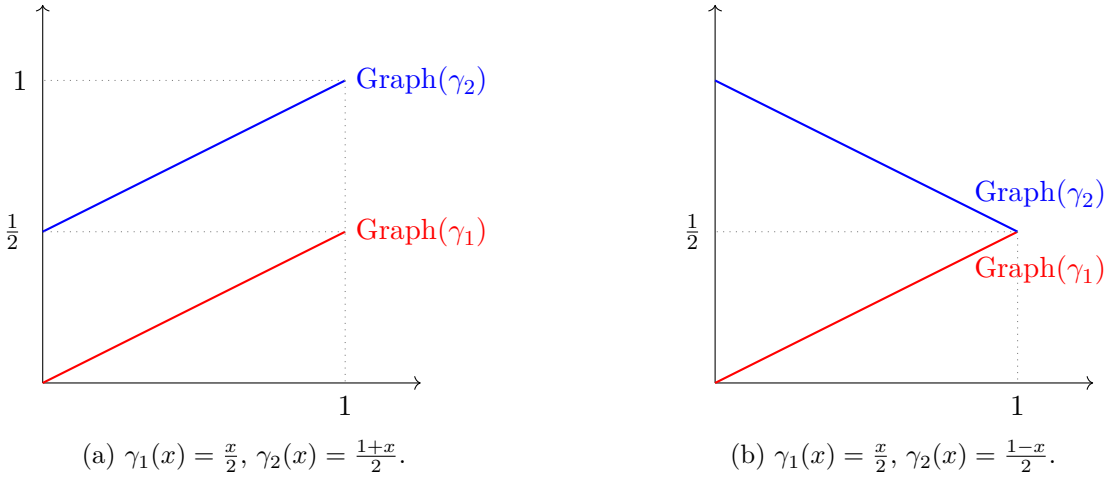 1
Graph(γ₂)
½
Graph(γ₁)
1
(a) γ₁(x) = x/2, γ₂(x) = (1+x)/2.
Graph(γ₂)
½
Graph(γ₁)
1
(b) γ₁(x) = x/2, γ₂(x) = (1−x)/2.